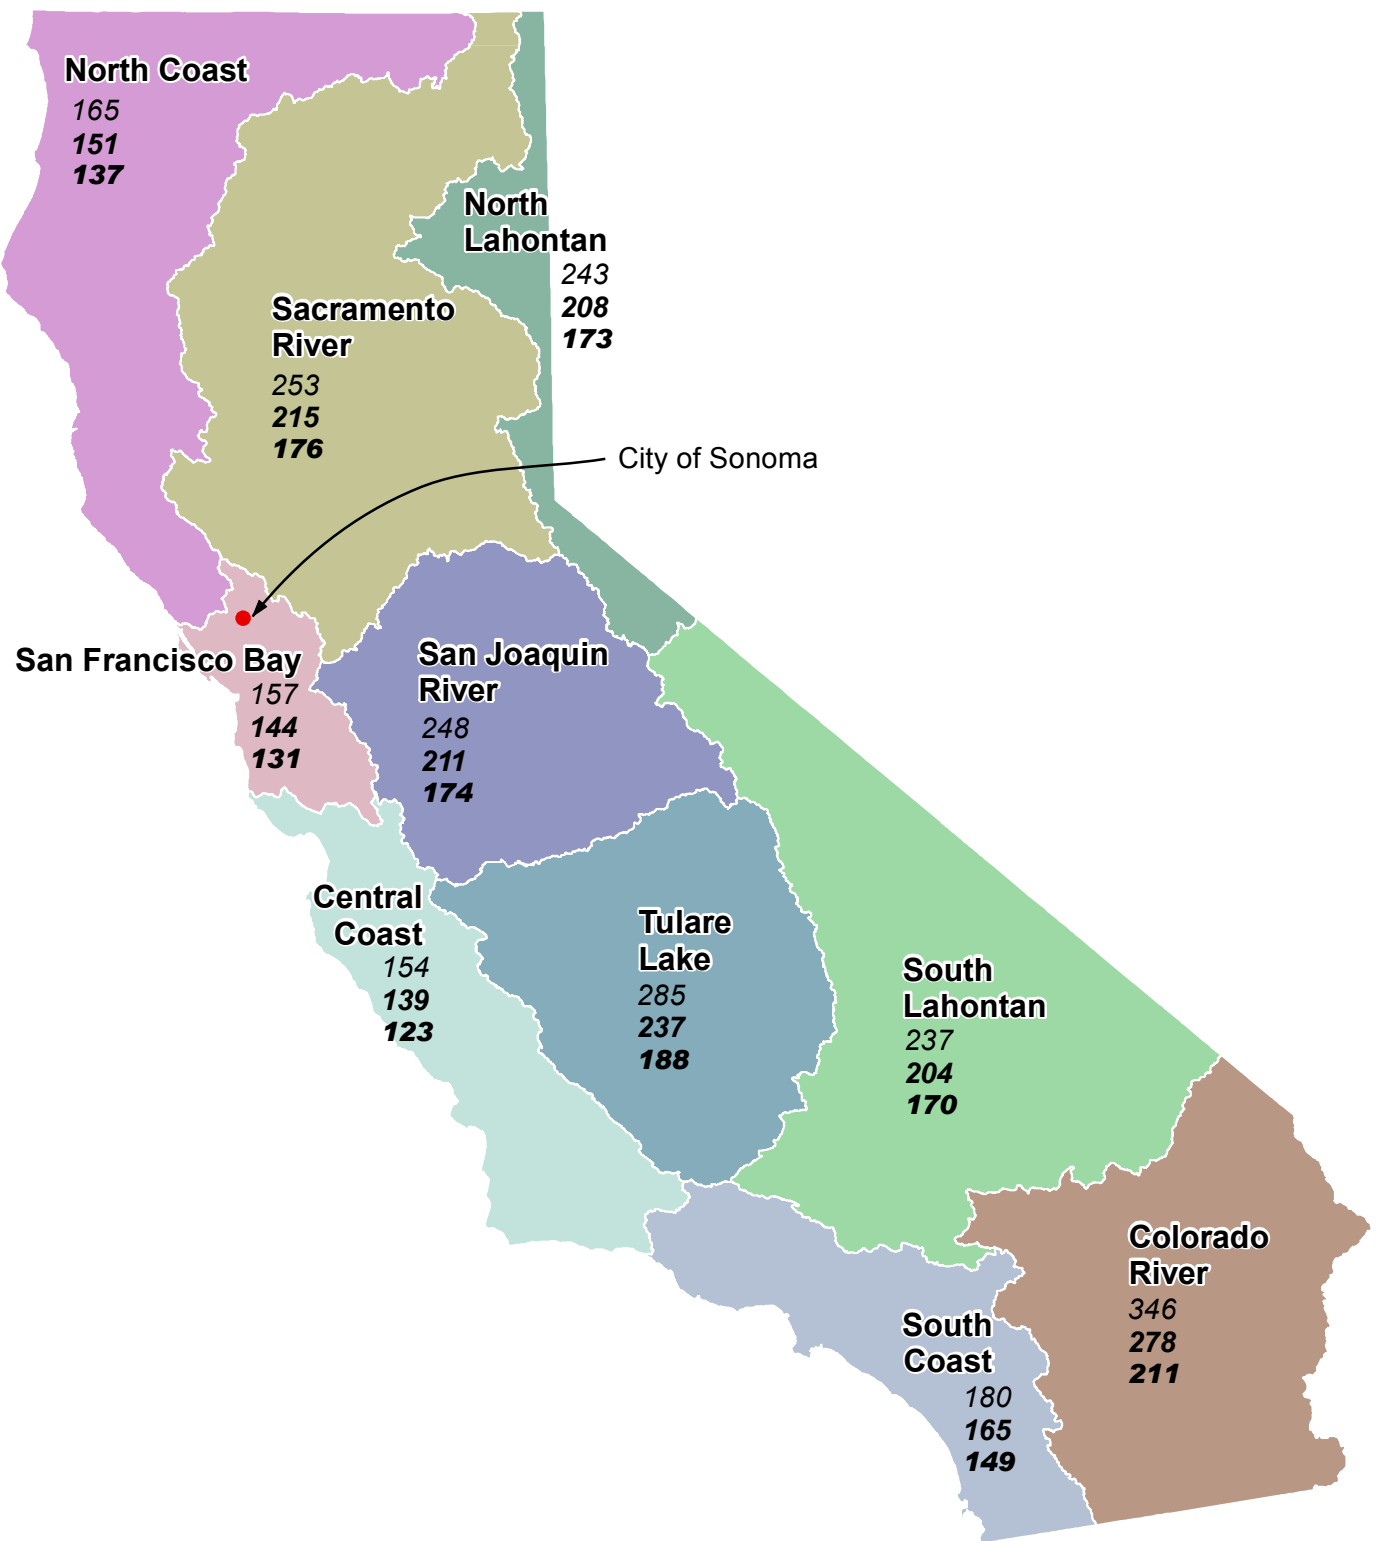 North Coast
165
151
137
North
Lahontan
243
208
173
Sacramento
River
253
215
176
City of Sonoma
San Francisco Bay
157
144
131
San Joaquin
River
248
211
174
Central
Coast
154
139
123
Tulare
Lake
285
237
188
South
Lahontan
237
204
170
Colorado
River
346
278
211
South
Coast
180
165
149